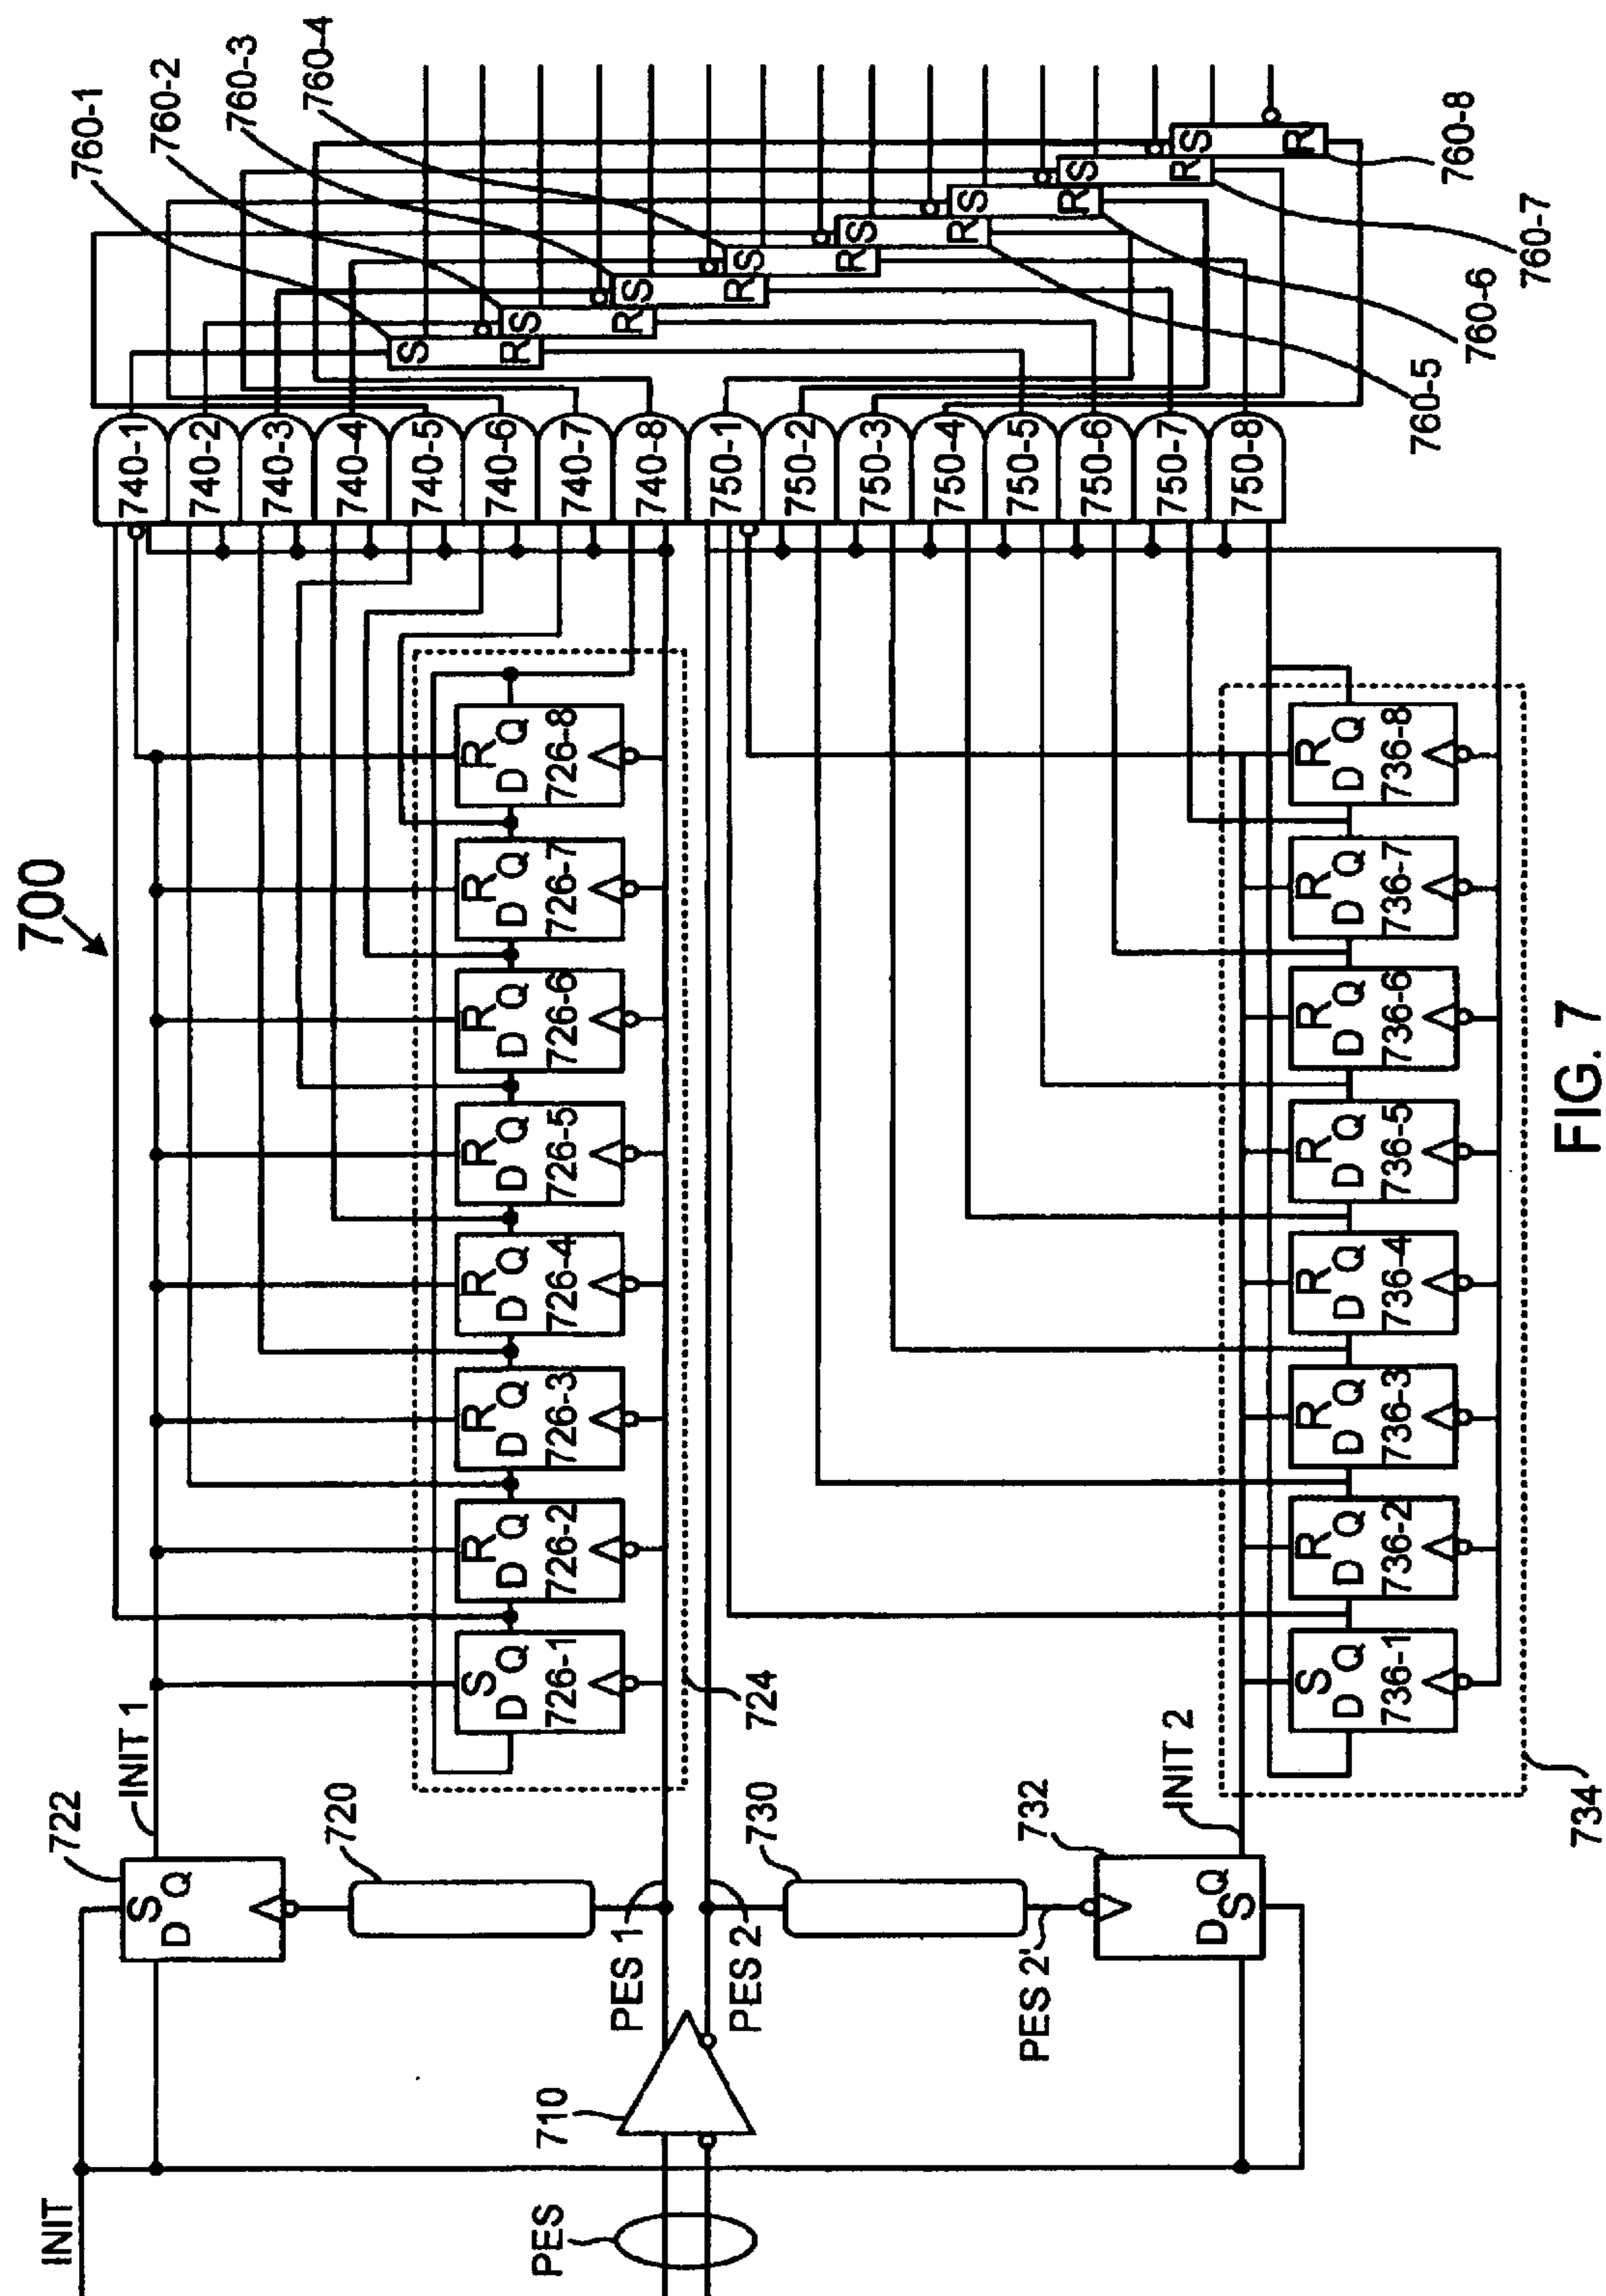 700
INIT
PES
710
PES 1
PES 2
PES 2'
722
S
D Q
INIT 1
720
730
732
D Q
S
INIT 2
724
734
S
D Q
726-1
R
D Q
726-2
R
D Q
726-3
R
D Q
726-4
R
D Q
726-5
R
D Q
726-6
R
D Q
726-7
R
D Q
726-8
S
D Q
736-1
R
D Q
736-2
R
D Q
736-3
R
D Q
736-4
R
D Q
736-5
R
D Q
736-6
R
D Q
736-7
R
D Q
736-8
740-1
740-2
740-3
740-4
740-5
740-6
740-7
740-8
750-1
750-2
750-3
750-4
750-5
750-6
750-7
750-8
760-1
760-2
760-3
760-4
S
R
S
R
S
R
S
R
S
R
S
R
S
R
S
R
760-5
760-6
760-7
760-8
FIG. 7